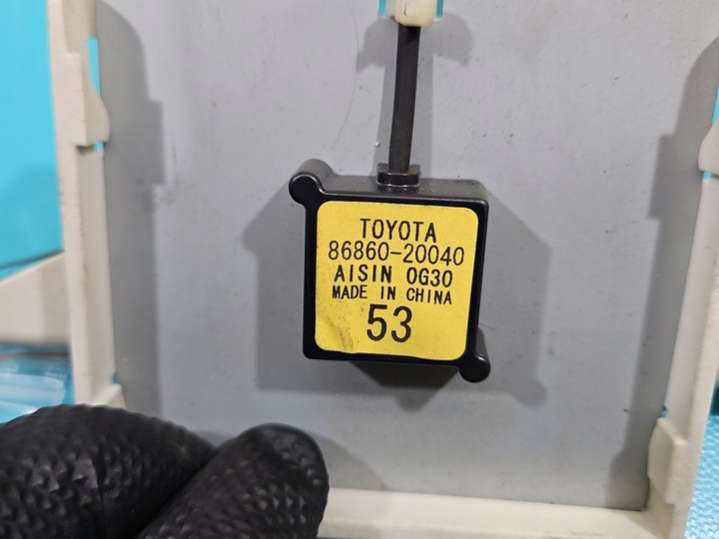 TOYOTA
86860-20040
AISIN 0G30
MADE IN CHINA
53